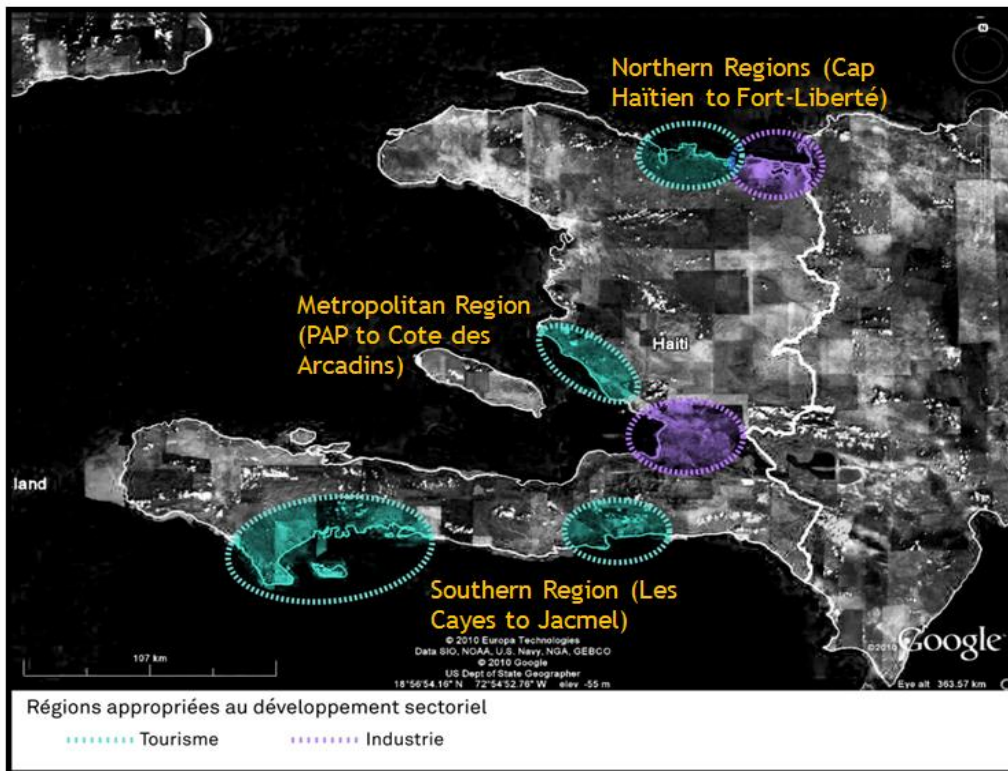 N
Northern Regions (Cap
Haïtien to Fort-Liberté)
Metropolitan Region
(PAP to Cote des
Arcadins)
Haiti
land
Southern Region (Les
Cayes to Jacmel)
© 2010 Europa Technologies
Data SIO, NOAA, U.S. Navy, NGA, GEBCO
© 2010 Google
US Dept of State Geographer
18°56'54.16" N 72°54'52.76" W elev -55 m
107 km
©2010 Google
Eye alt 363.57 km
Régions appropriées au développement sectoriel
Tourisme Industrie